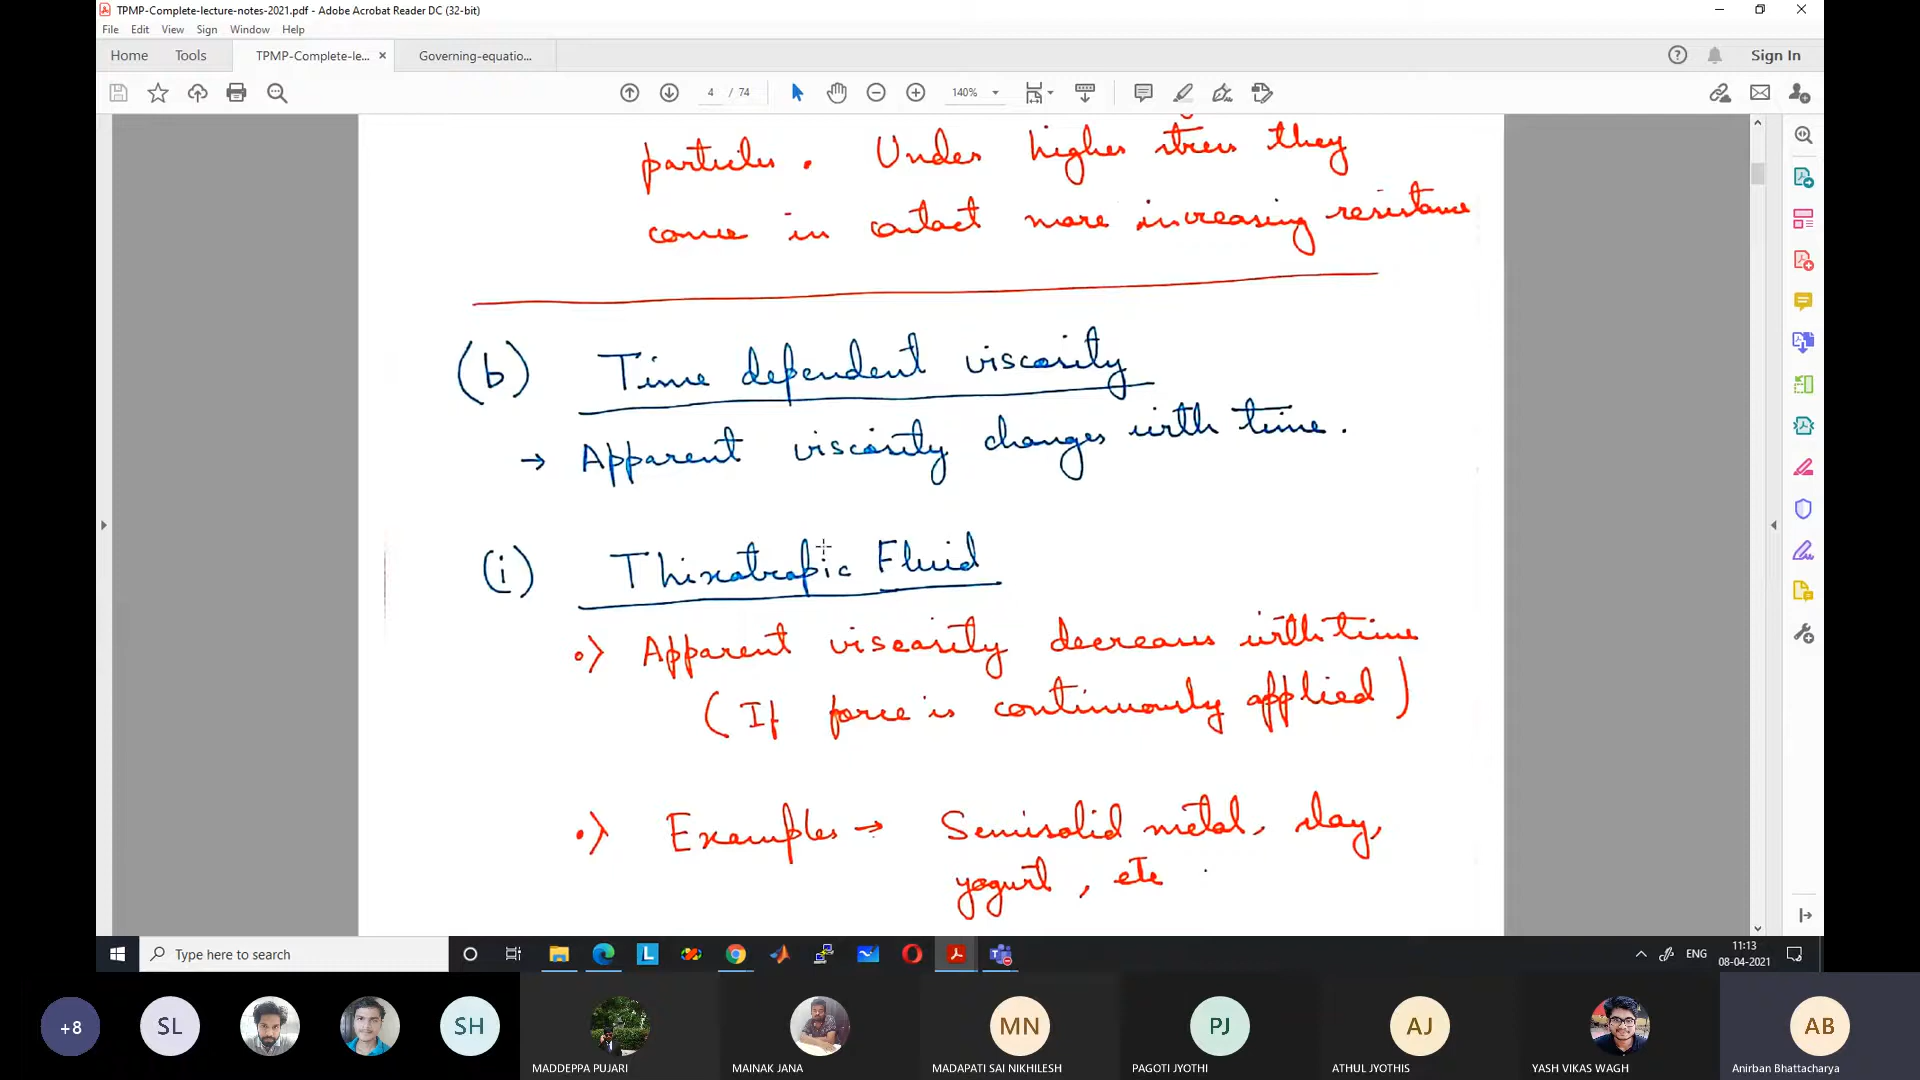 TPMP-Complete-lecture-notes-2021.pdf - Adobe Acrobat Reader DC (32-bit)
File Edit View Sign Window Help
Home Tools TPMP-Complete-le... × Governing-equatio... Sign In
4 / 74 140%
particles. Under higher stress they
come in contact more increasing resistance
(b) Time dependent viscosity
→ Apparent viscosity changes with time.
(i) Thixotropic Fluid
•> Apparent viscosity decreases with time
(If force is continuously applied)
•> Examples → Semisolid metal, clay,
yogurt, etc
Type here to search
L
ENG
11:13
08-04-2021
+8 SL SH MN PJ AJ AB
MADDEPPA PUJARI MAINAK JANA MADAPATI SAI NIKHILESH PAGOTI JYOTHI ATHUL JYOTHIS YASH VIKAS WAGH Anirban Bhattacharya